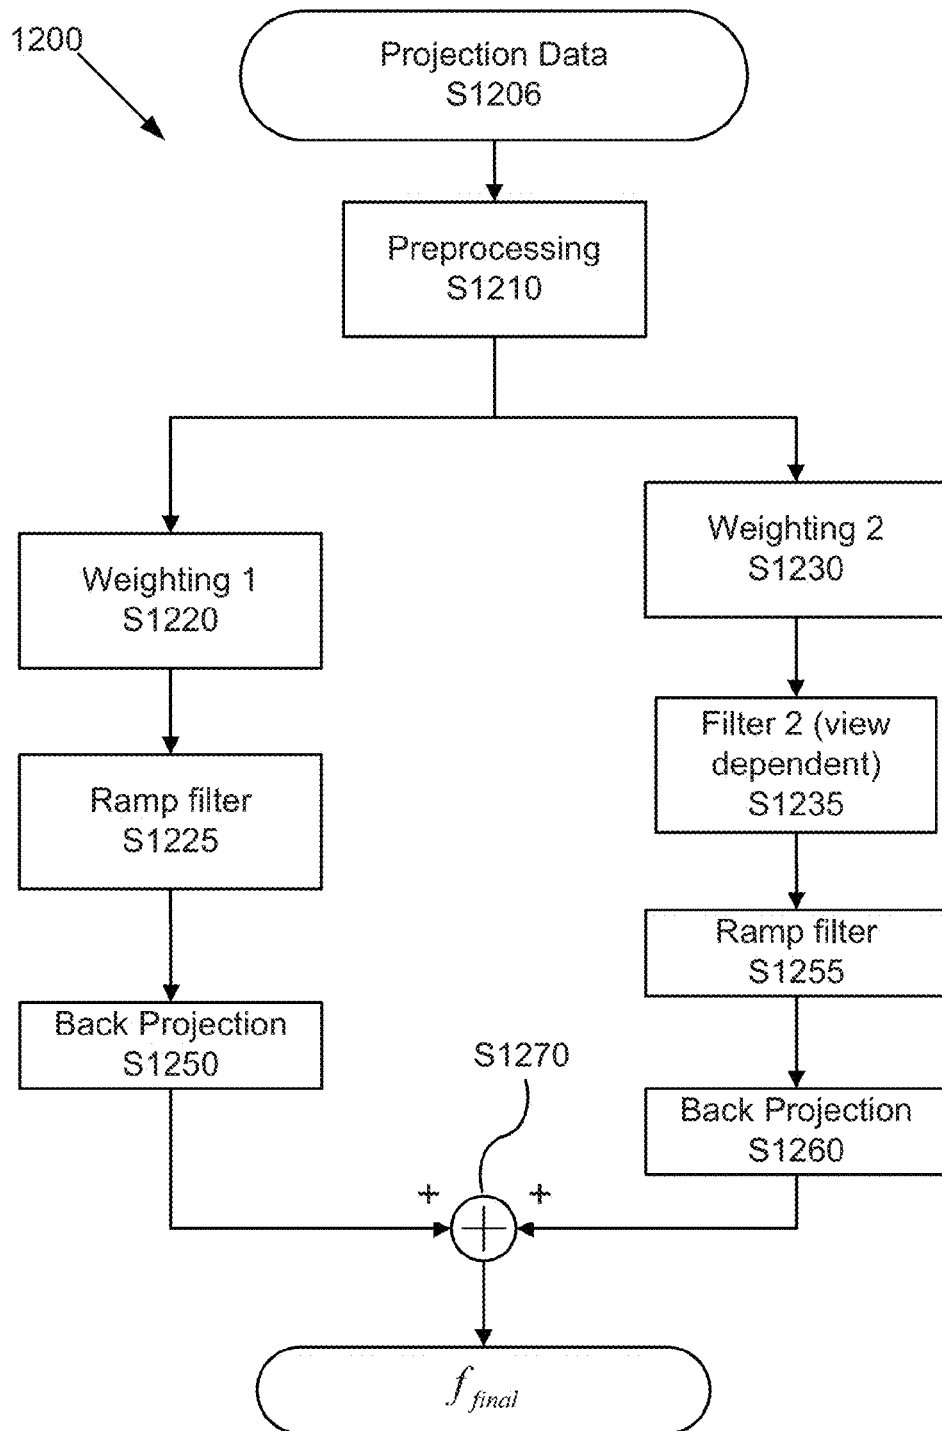 1200
Projection Data
S1206
Preprocessing
S1210
Weighting 1
S1220
Weighting 2
S1230
Filter 2 (view
dependent)
S1235
Ramp filter
S1225
Ramp filter
S1255
Back Projection
S1250
S1270
Back Projection
S1260
+ +
f final